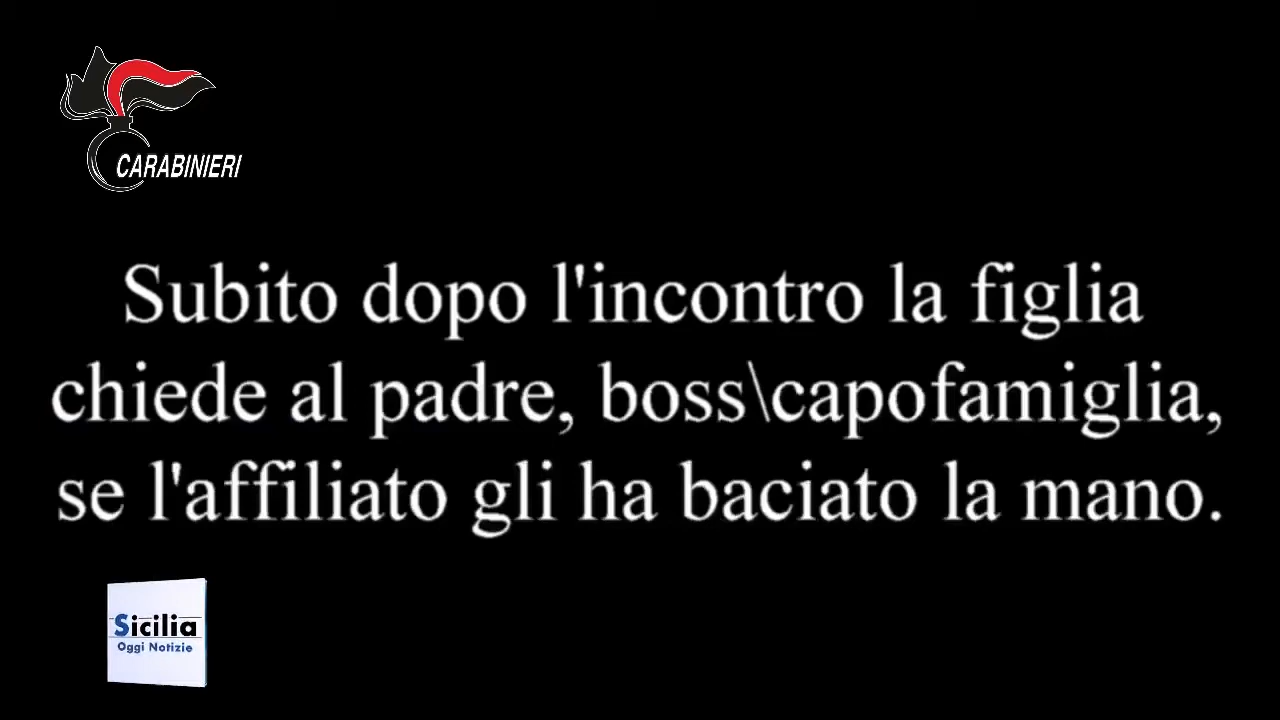 CARABINIERI
Subito dopo l'incontro la figlia
chiede al padre, boss\capofamiglia,
se l'affiliato gli ha baciato la mano.
Sicilia
Oggi Notizie